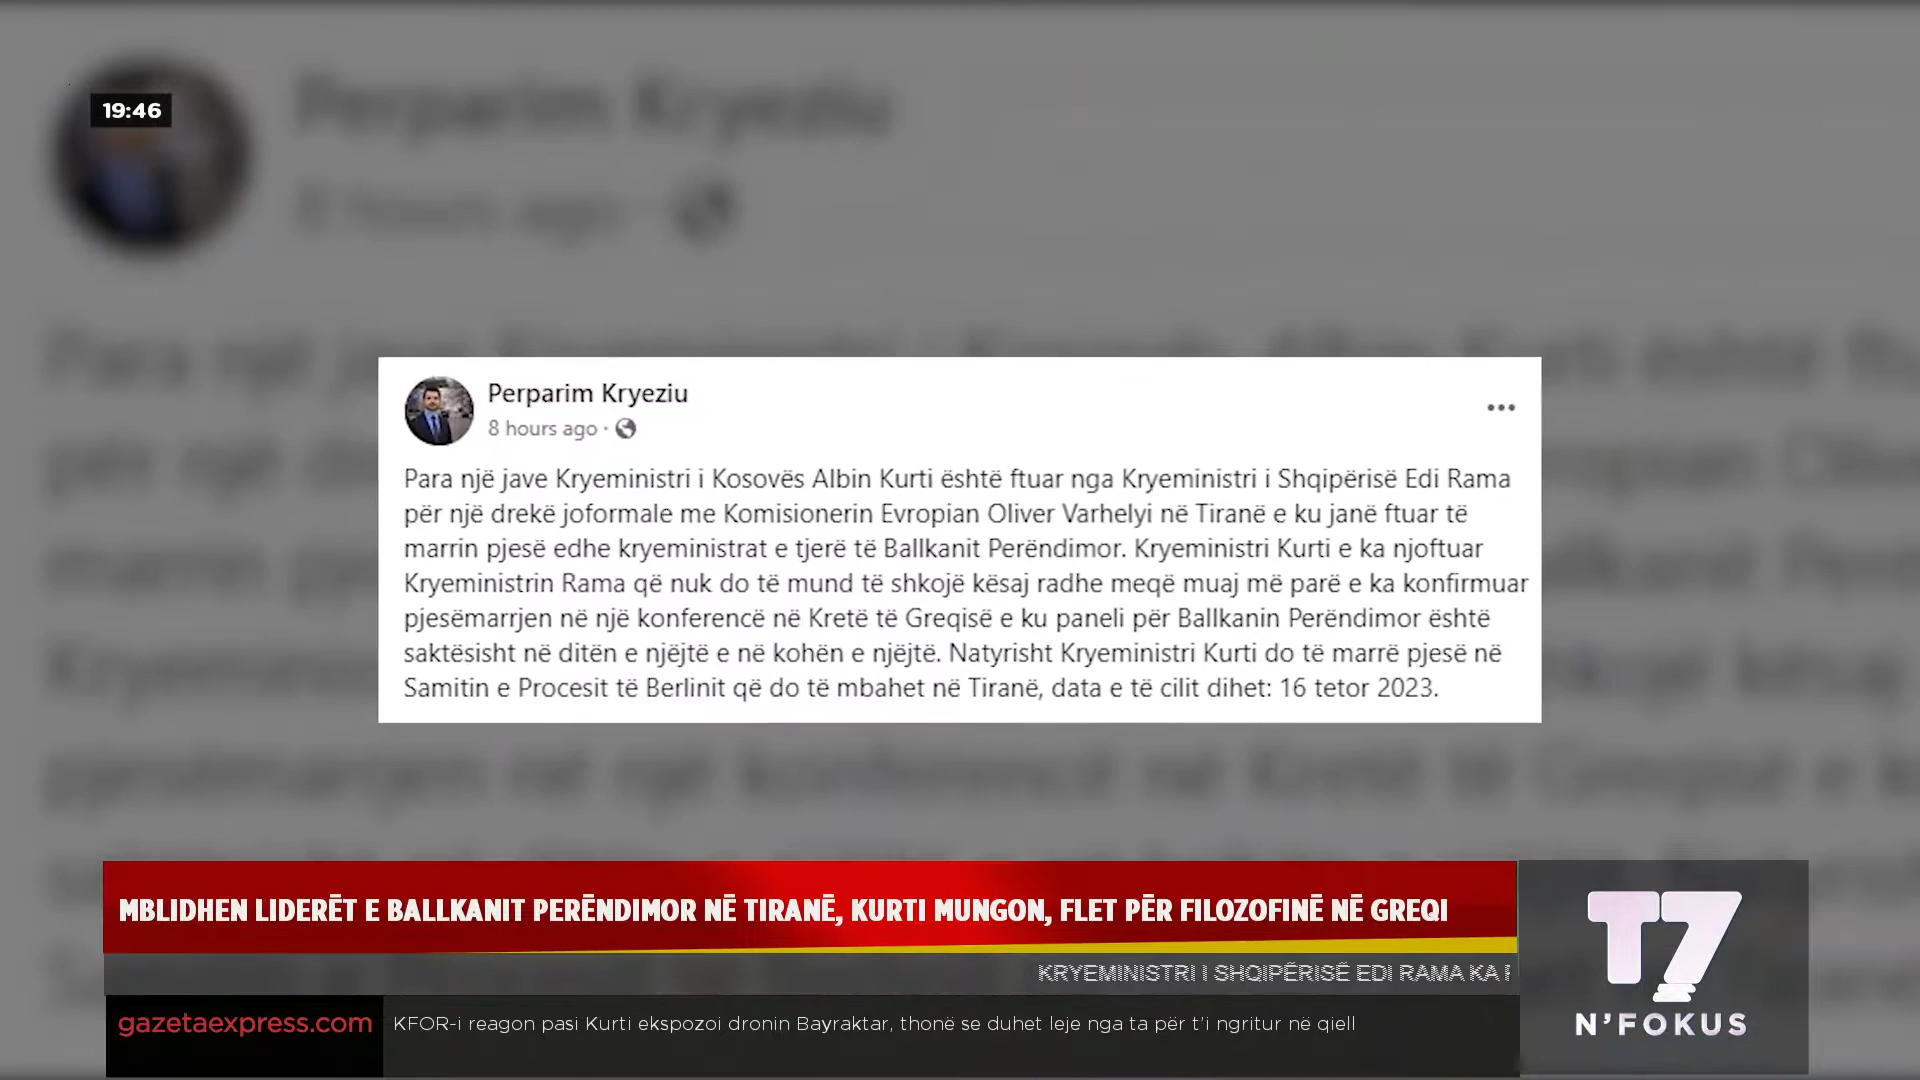 Perparim Kryeziu
8 hours ago
19:46
Perparim Kryeziu
8 hours ago ·
Para një jave Kryeministri i Kosovës Albin Kurti është ftuar nga Kryeministri i Shqipërisë Edi Rama
për një drekë joformale me Komisionerin Evropian Oliver Varhelyi në Tiranë e ku janë ftuar të
marrin pjesë edhe kryeministrat e tjerë të Ballkanit Perëndimor. Kryeministri Kurti e ka njoftuar
Kryeministrin Rama që nuk do të mund të shkojë kësaj radhe meqë muaj më parë e ka konfirmuar
pjesëmarrjen në një konferencë në Kretë të Greqisë e ku paneli për Ballkanin Perëndimor është
saktësisht në ditën e njëjtë e në kohën e njëjtë. Natyrisht Kryeministri Kurti do të marrë pjesë në
Samitin e Procesit të Berlinit që do të mbahet në Tiranë, data e të cilit dihet: 16 tetor 2023.
MBLIDHEN LIDERËT E BALLKANIT PERËNDIMOR NË TIRANË, KURTI MUNGON, FLET PËR FILOZOFINË NË GREQI
KRYEMINISTRI I SHQIPËRISË EDI RAMA KA
gazetaexpress.com
KFOR-i reagon pasi Kurti ekspozoi dronin Bayraktar, thonë se duhet leje nga ta për t'i ngritur në qiell
T7
N'FOKUS